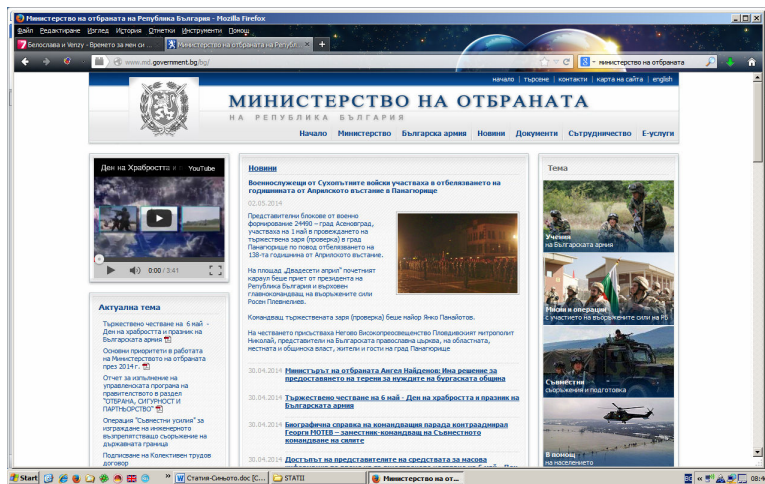 Министерство на отбраната на Република България - Mozilla Firefox
Файл Редактиране Изглед История Отметки Инструменти Помощ
Белослава и Venzy - Времето за мен си ...
Министерство на отбраната на Републ...
www.md.government.bg/bg/
министерство на отбраната
начало | търсене | контакти | карта на сайта | english
МИНИСТЕРСТВО НА ОТБРАНАТА
НА РЕПУБЛИКА БЪЛГАРИЯ
Начало Министерство Българска армия Новини Документи Сътрудничество Е-услуги
Ден на Храбростта и
YouTube
0:00 / 3:41
Актуална тема
Тържествено честване на 6 май -
Ден на храбростта и празник на
Българската армия
Основни приоритети в работата
на Министерството на отбраната
през 2014 г.
Отчет за изпълнение на
управленската програма на
правителството в раздел
"ОТБРАНА, СИГУРНОСТ И
ПАРТНЬОРСТВО"
Операция "Съвместни усилия" за
изграждане на инженерното
възпрепятстващо съоръжение на
държавната граница
Подписване на Колективен трудов
договор
Новини
Военнослужещи от Сухопътните войски участваха в отбелязването на
годишнината от Априлското въстание в Панагюрище
02.05.2014
Представителни блокове от военно
формирование 24490 – град Асеновград,
участваха на 1 май в провеждането на
тържествена заря (проверка) в град
Панагюрище по повод отбелязването на
138-та годишнина от Априлското въстание.
На площад „Двадесети април" почетният
караул беше приет от президента на
Република България и върховен
главнокомандващ на въоръжените сили
Росен Плевнелиев.
Командващ тържествената заря (проверка) беше майор Янко Панайотов.
На честването присъстваха Негово Високопреосвещенство Пловдивският митрополит
Николай, представители на Българската православна църква, на областната,
местната и общинска власт, жители и гости на град Панагюрище
30.04.2014 Министърът на отбраната Ангел Найденов: Има решение за
предоставянето на терени за нуждите на бургаската община
30.04.2014 Тържествено честване на 6 май - Ден на храбростта и празник на
Българската армия
30.04.2014 Биографична справка на командващия парада контраадмирал
Георги МОТЕВ – заместник-командващ на Съвместното
командване на силите
30.04.2014 Достъпът на представителите на средствата за масова
Тема
Учения
на Българската армия
Мисии и операции
с участието на въоръжените сили на РБ
Съвместни
съоръжения и подготовка
В помощ
на населението
Start
Статия-Синьото.doc [C...
STATII
Министерство на от...
BG